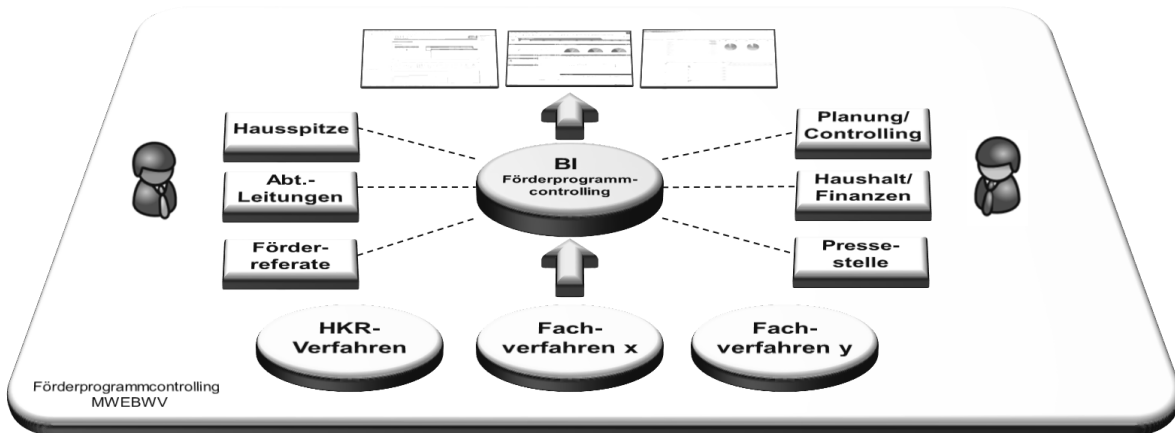 Hausspitze
Abt.-
Leitungen
Förder-
referate
BI
Förderprogramm-
controlling
Planung/
Controlling
Haushalt/
Finanzen
Presse-
stelle
HKR-
Verfahren
Fach-
verfahren x
Fach-
verfahren y
Förderprogrammcontrolling
MWEBWV